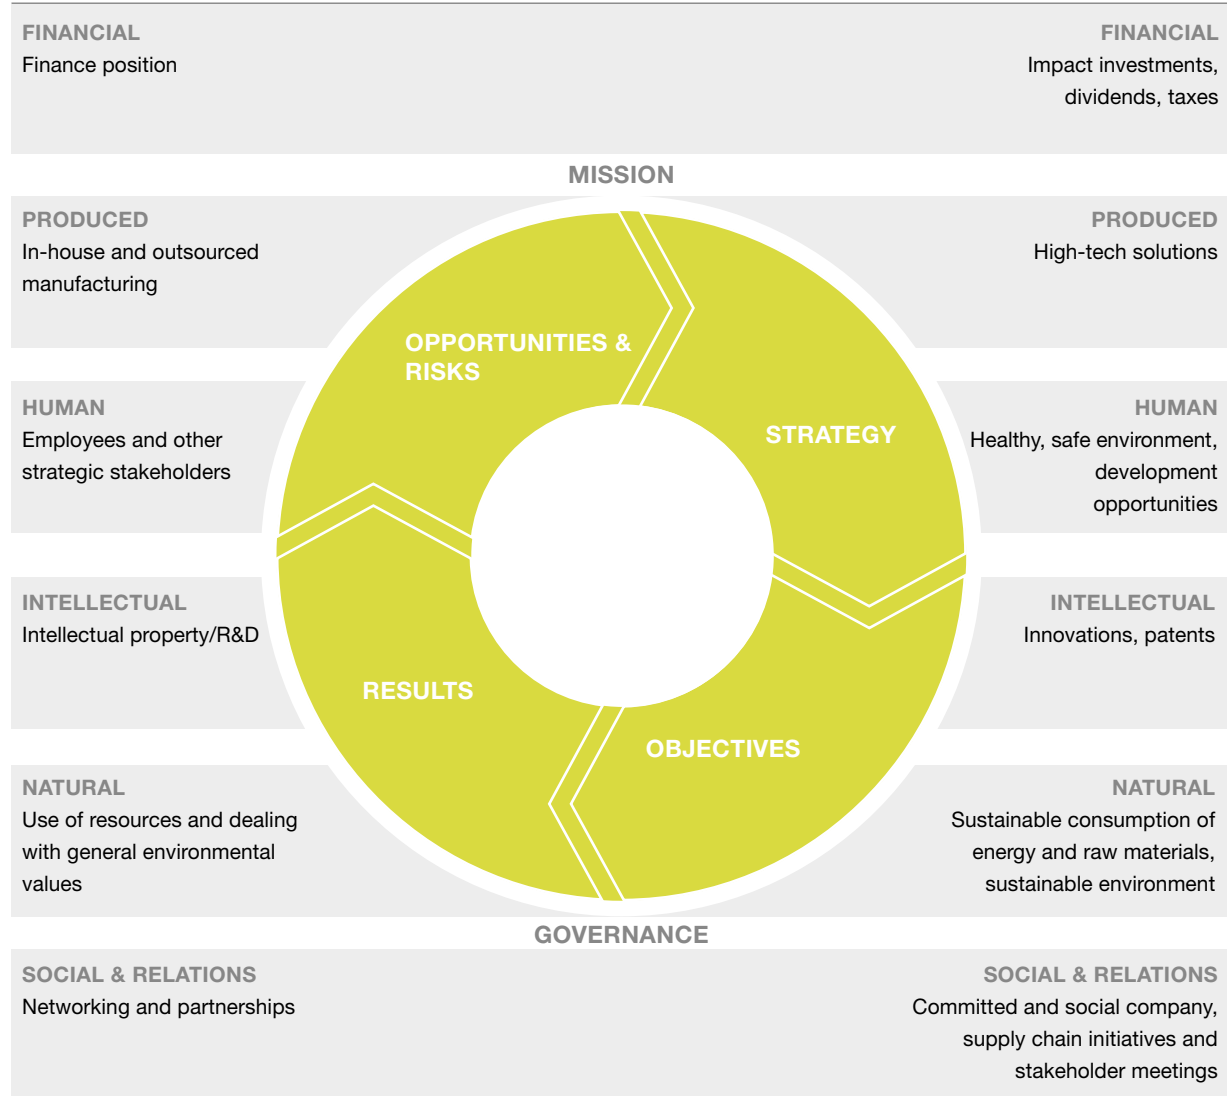 FINANCIAL
Finance position
FINANCIAL
Impact investments,
dividends, taxes
MISSION
PRODUCED
In-house and outsourced
manufacturing
PRODUCED
High-tech solutions
OPPORTUNITIES &
RISKS
STRATEGY
HUMAN
Employees and other
strategic stakeholders
HUMAN
Healthy, safe environment,
development
opportunities
INTELLECTUAL
Intellectual property/R&D
INTELLECTUAL
Innovations, patents
RESULTS
OBJECTIVES
NATURAL
Use of resources and dealing
with general environmental
values
NATURAL
Sustainable consumption of
energy and raw materials,
sustainable environment
GOVERNANCE
SOCIAL & RELATIONS
Networking and partnerships
SOCIAL & RELATIONS
Committed and social company,
supply chain initiatives and
stakeholder meetings